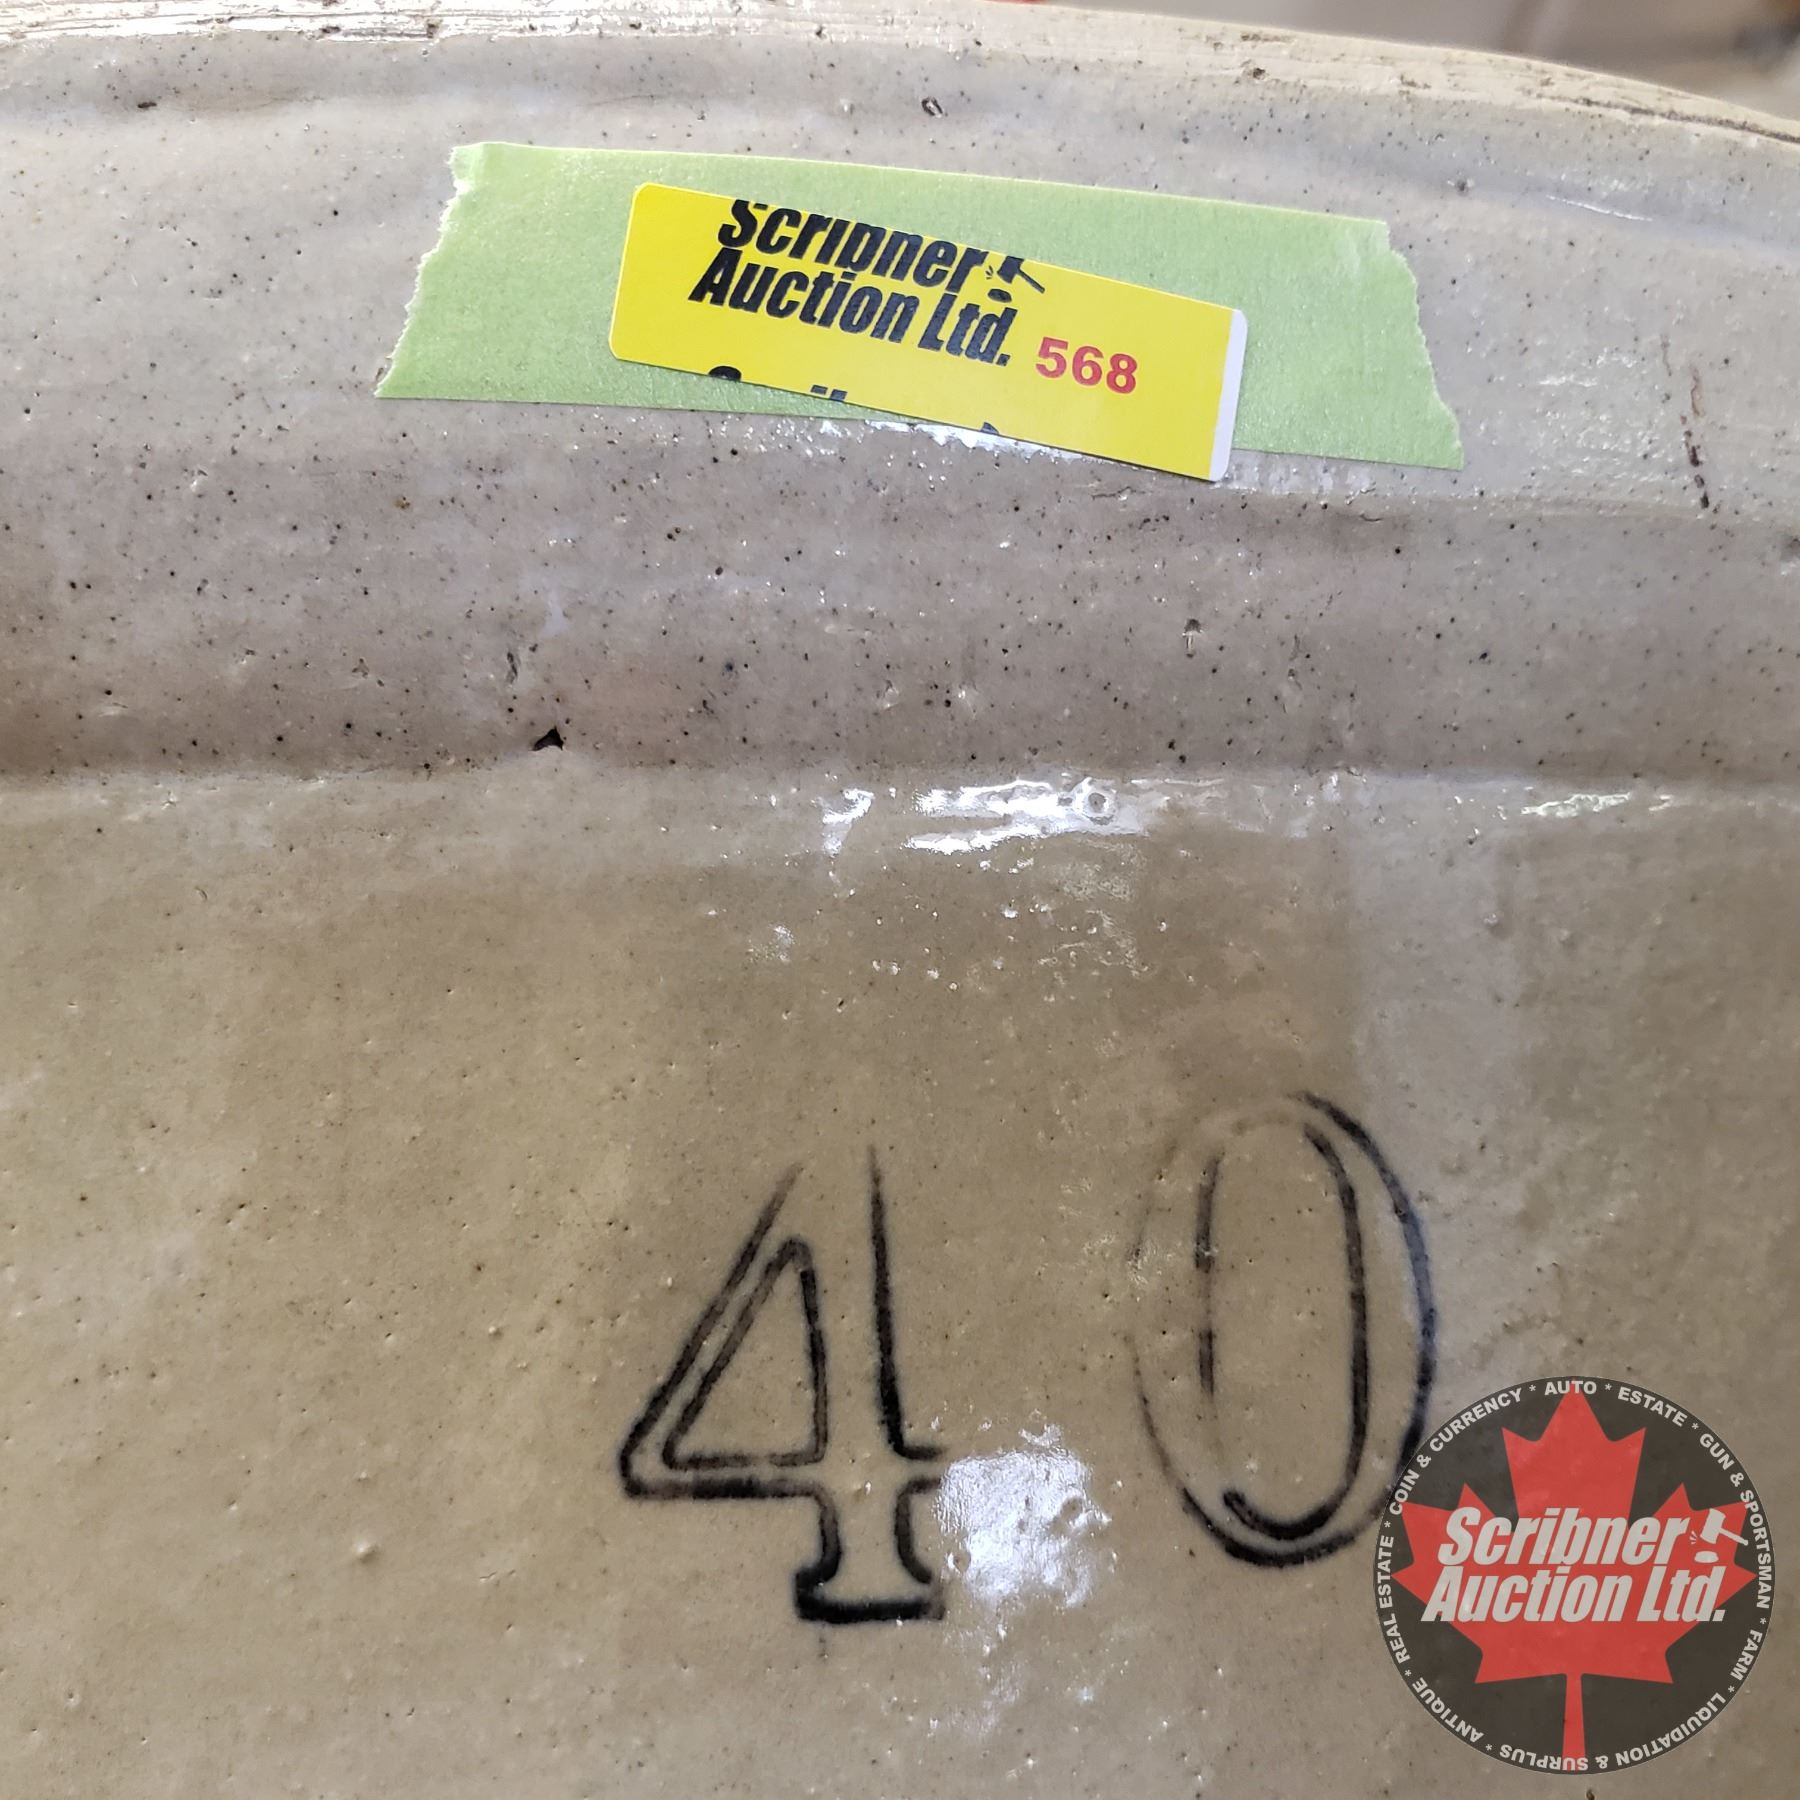 Scribner
Auction Ltd.
568
40
* AUTO * ESTATE * GUN & SPORTSMAN * FARM * LIQUIDATION & SURPLUS * ANTIQUE * REAL ESTATE * COIN & CURRENCY
Scribner
Auction Ltd.